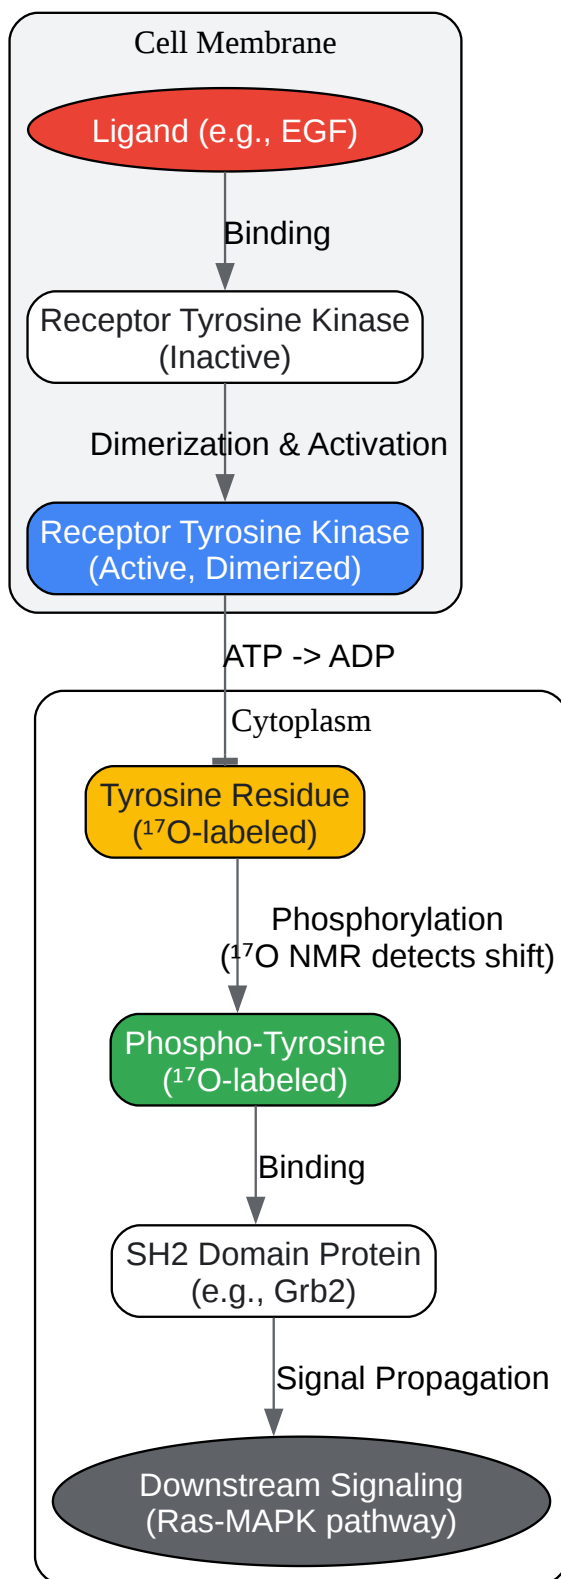 Cell Membrane
Ligand (e.g., EGF)
Binding
Receptor Tyrosine Kinase
(Inactive)
Dimerization & Activation
Receptor Tyrosine Kinase
(Active, Dimerized)
ATP -> ADP
Cytoplasm
Tyrosine Residue
(¹⁷O-labeled)
Phosphorylation
(¹⁷O NMR detects shift)
Phospho-Tyrosine
(¹⁷O-labeled)
Binding
SH2 Domain Protein
(e.g., Grb2)
Signal Propagation
Downstream Signaling
(Ras-MAPK pathway)